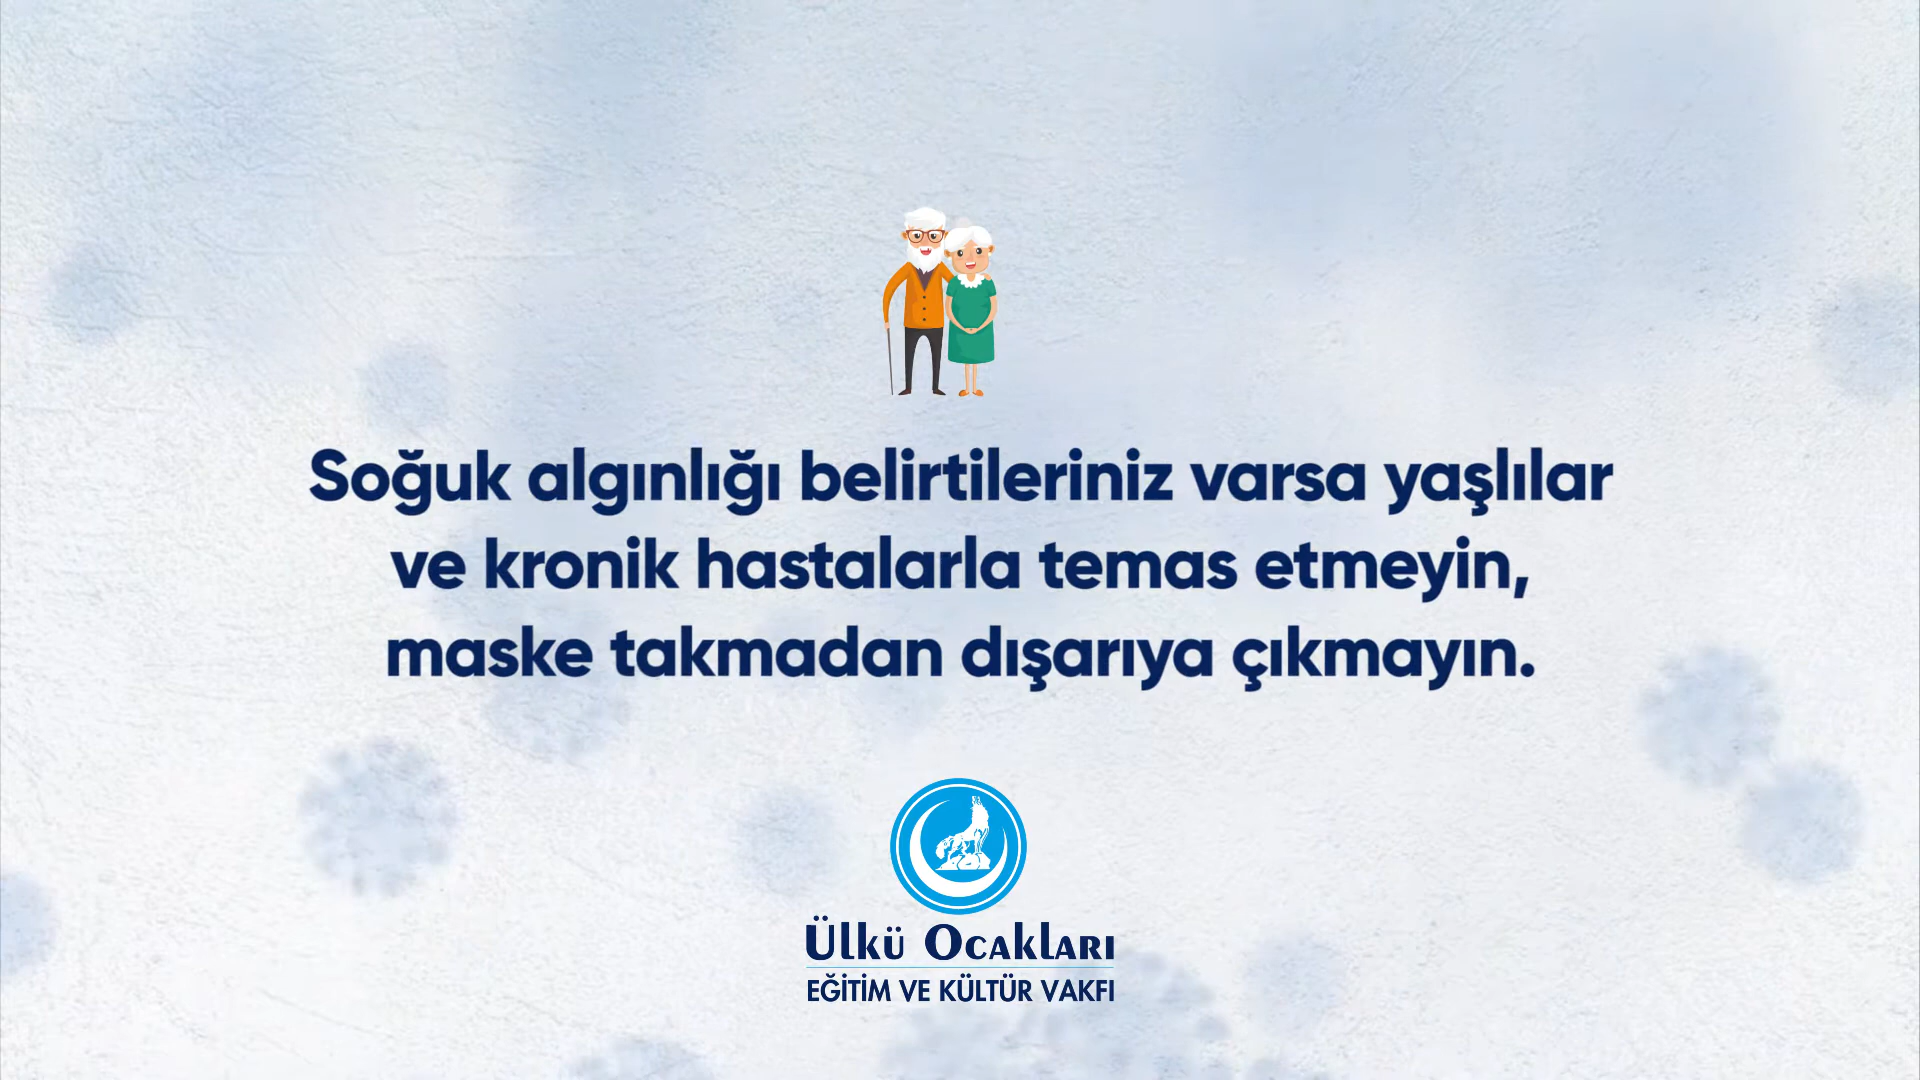 Soğuk algınlığı belirtileriniz varsa yaşlılar
ve kronik hastalarla temas etmeyin,
maske takmadan dışarıya çıkmayın.
Ülkü Ocakları
EĞİTİM VE KÜLTÜR VAKFI